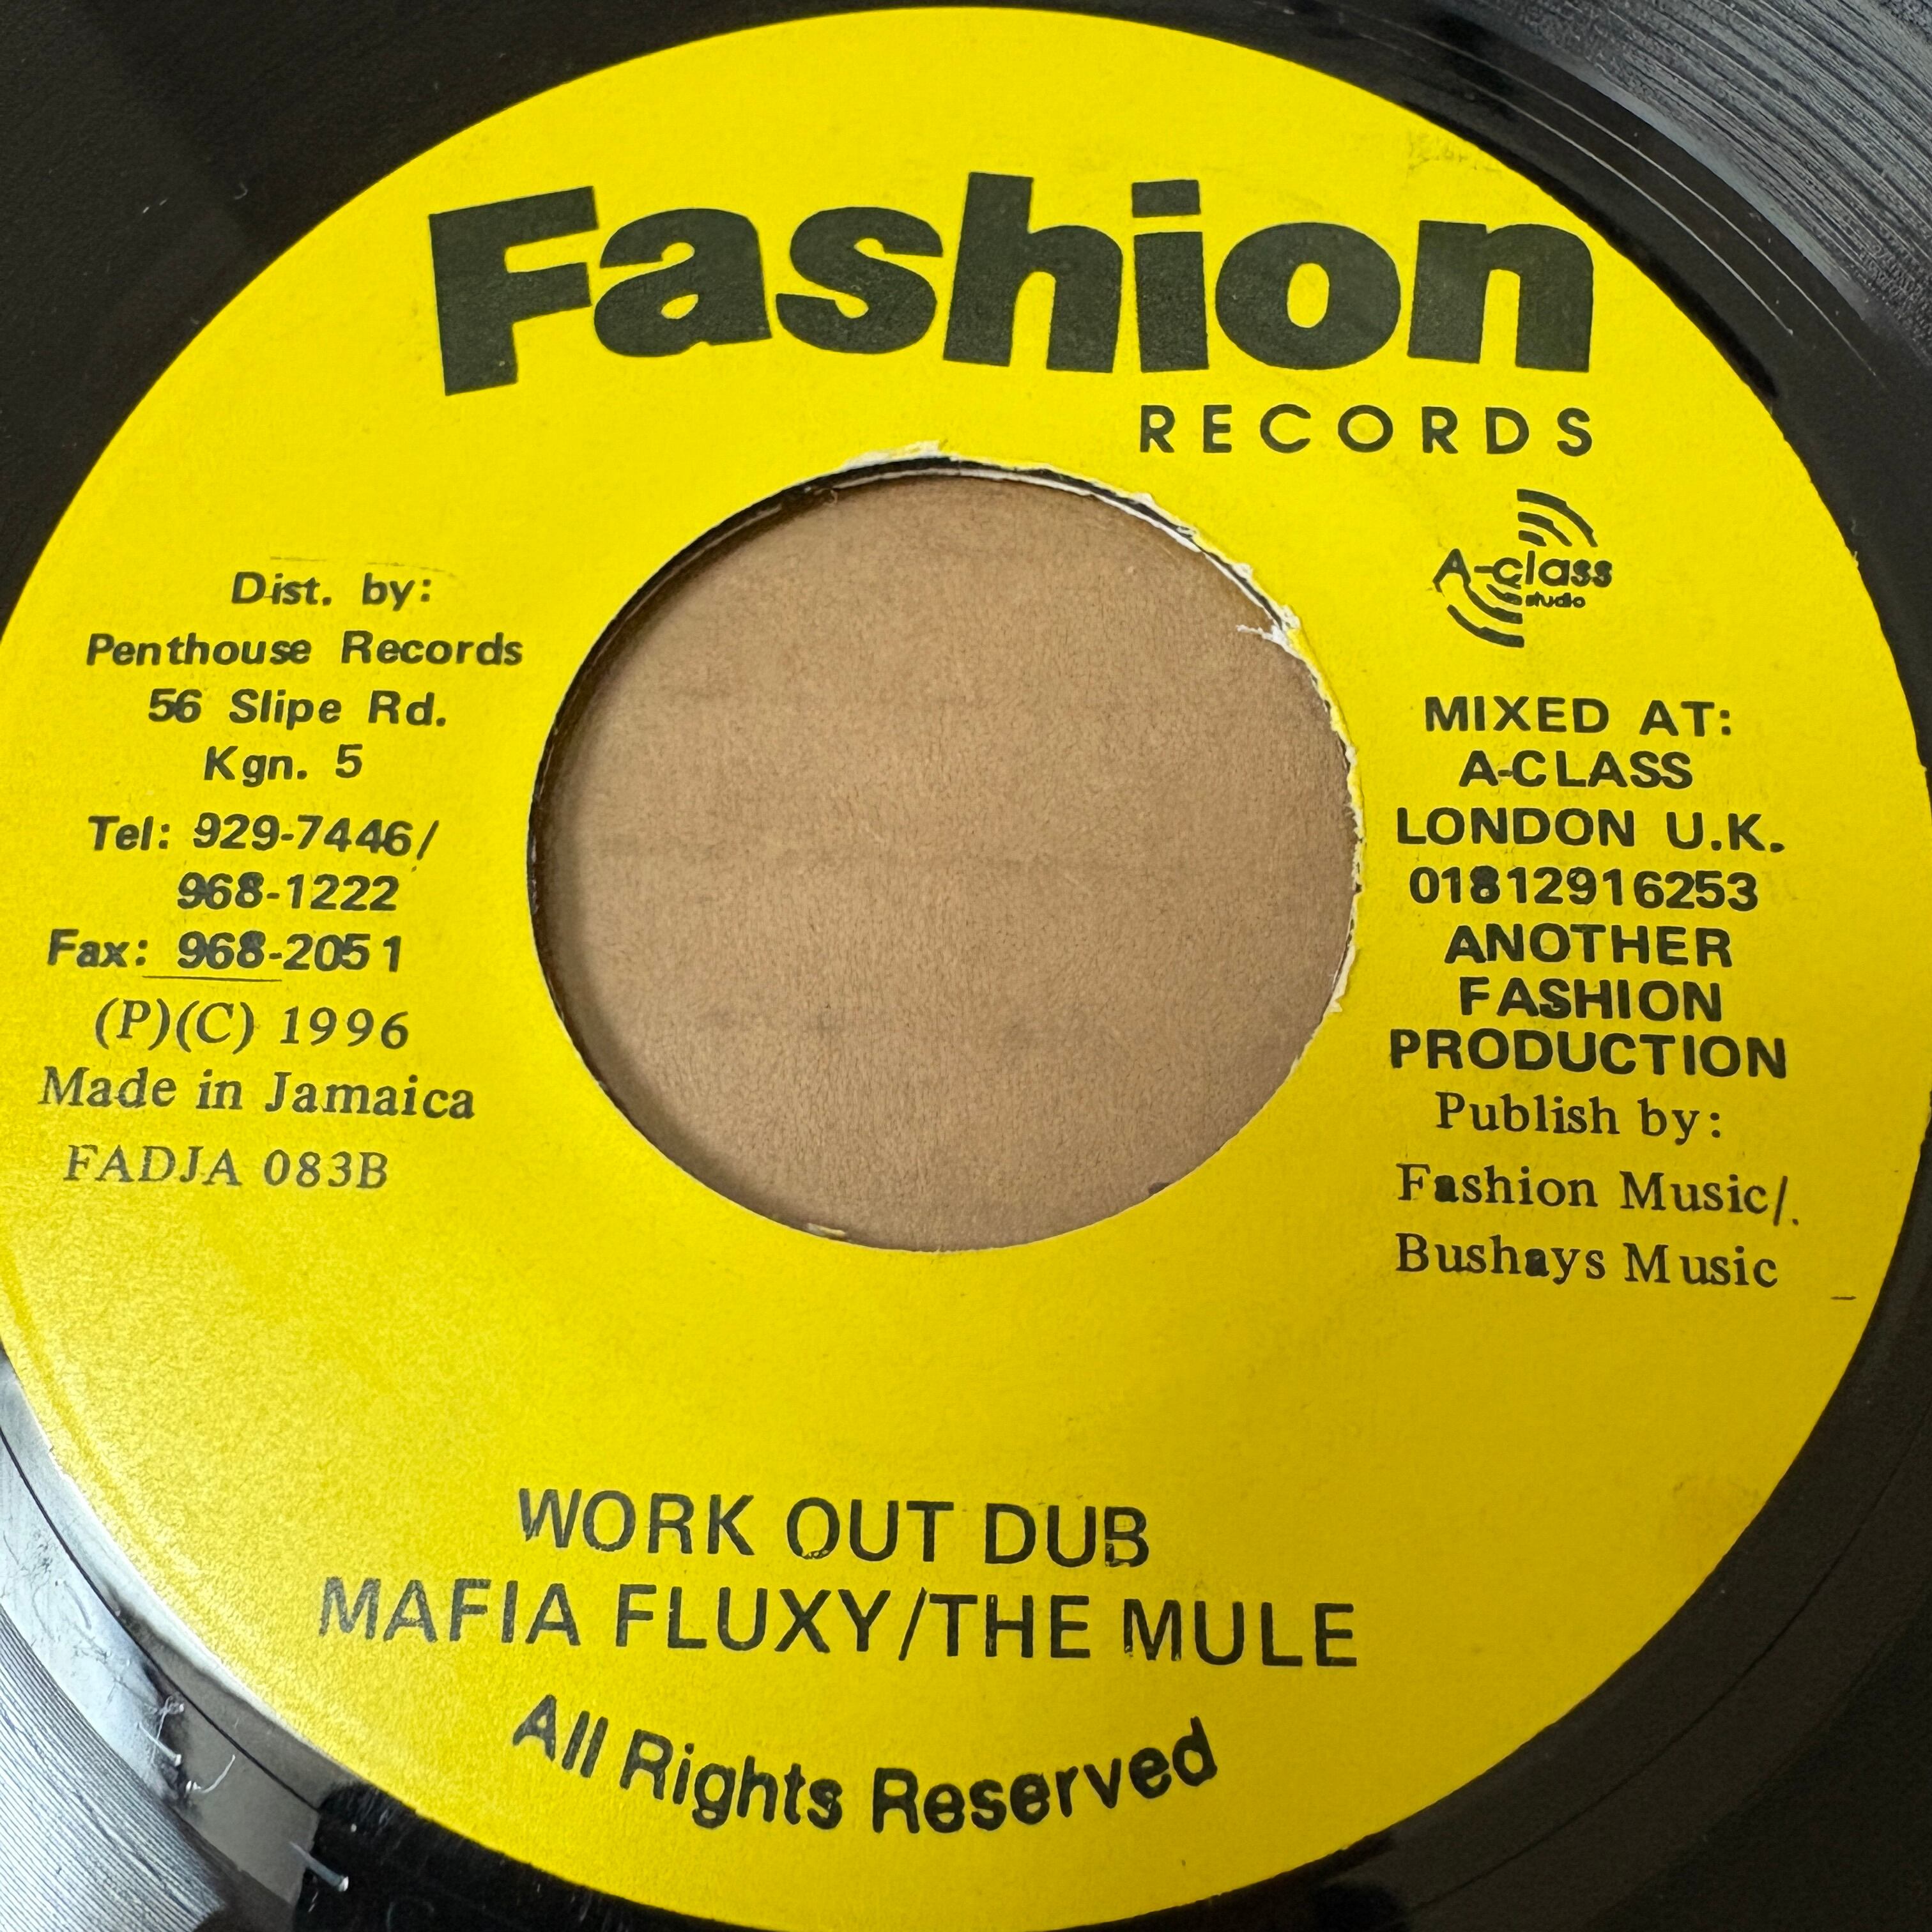 Fashion
RECORDS
A-class
studio
Dist. by:
Penthouse Records
56 Slipe Rd.
Kgn. 5
Tel: 929-7446/
968-1222
Fax: 968-2051
(P)(C) 1996
Made in Jamaica
FADJA 083B
MIXED AT:
A-CLASS
LONDON U.K.
01812916253
ANOTHER
FASHION
PRODUCTION
Publish by:
Fashion Music/.
Bushays Music
WORK OUT DUB
MAFIA FLUXY/THE MULE
All Rights Reserved